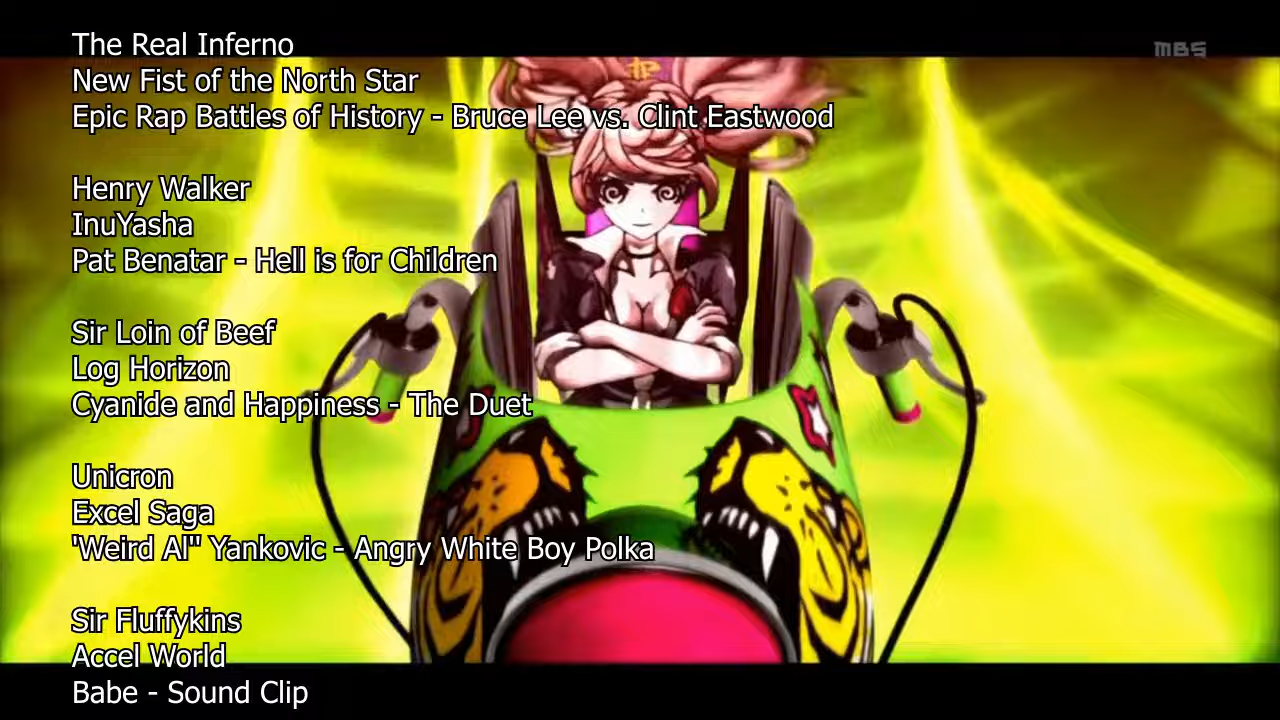 The Real Inferno
MBS
New Fist of the North Star
Epic Rap Battles of History - Bruce Lee vs. Clint Eastwood
Henry Walker
InuYasha
Pat Benatar - Hell is for Children
Sir Loin of Beef
Log Horizon
Cyanide and Happiness - The Duet
Unicron
Excel Saga
'Weird Al" Yankovic - Angry White Boy Polka
Sir Fluffykins
Accel World
Babe - Sound Clip